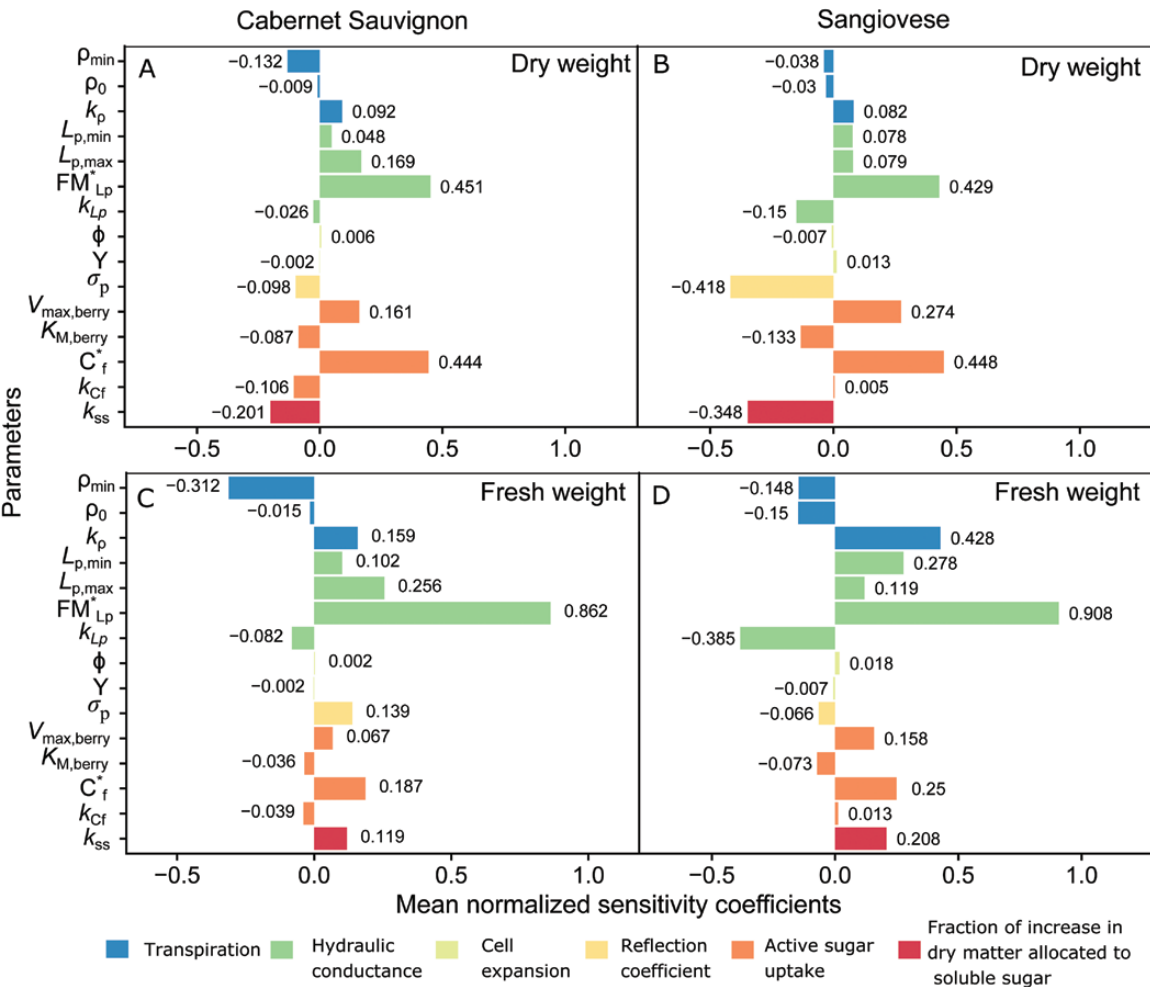 Cabernet Sauvignon
Sangiovese
Parameters
A
Dry weight
ρmin −0.132
ρ0 −0.009
kρ 0.092
Lp,min 0.048
Lp,max 0.169
FM*Lp 0.451
kLp −0.026
ϕ 0.006
Y −0.002
σp −0.098
Vmax,berry 0.161
KM,berry −0.087
C*f 0.444
kCf −0.106
kss −0.201
−0.5 0.0 0.5 1.0
B
Dry weight
−0.038
−0.03
0.082
0.078
0.079
0.429
−0.15
−0.007
0.013
−0.418
0.274
−0.133
0.448
0.005
−0.348
−0.5 0.0 0.5 1.0
C
Fresh weight
ρmin −0.312
ρ0 −0.015
kρ 0.159
Lp,min 0.102
Lp,max 0.256
FM*Lp 0.862
kLp −0.082
ϕ 0.002
Y −0.002
σp 0.139
Vmax,berry 0.067
KM,berry −0.036
C*f 0.187
kCf −0.039
kss 0.119
−0.5 0.0 0.5 1.0
D
Fresh weight
−0.148
−0.15
0.428
0.278
0.119
0.908
−0.385
0.018
−0.007
−0.066
0.158
−0.073
0.25
0.013
0.208
−0.5 0.0 0.5 1.0
Mean normalized sensitivity coefficients
Transpiration
Hydraulic
conductance
Cell
expansion
Reflection
coefficient
Active sugar
uptake
Fraction of increase in
dry matter allocated to
soluble sugar